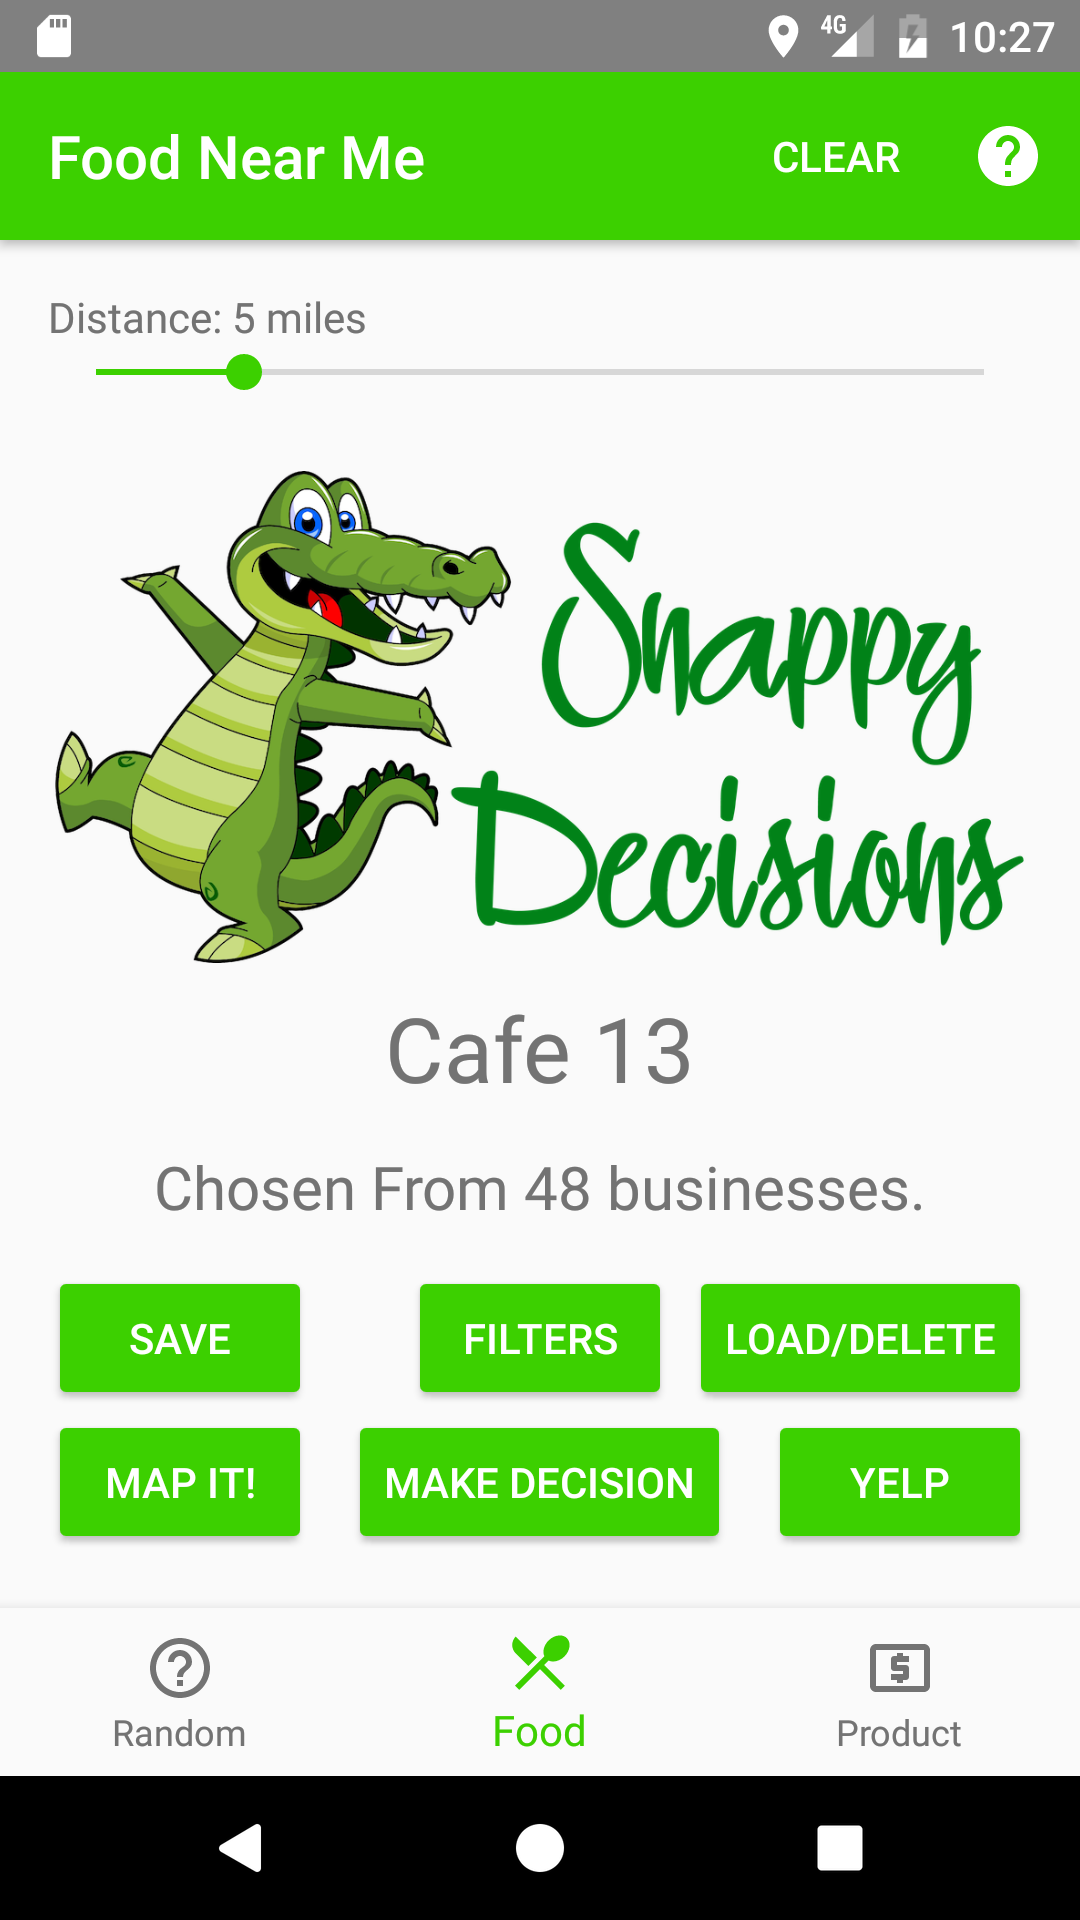 4G 10:27
Food Near Me CLEAR
Distance: 5 miles
Snappy
Decisions
Cafe 13
Chosen From 48 businesses.
SAVE FILTERS LOAD/DELETE
MAP IT! MAKE DECISION YELP
Random Food Product